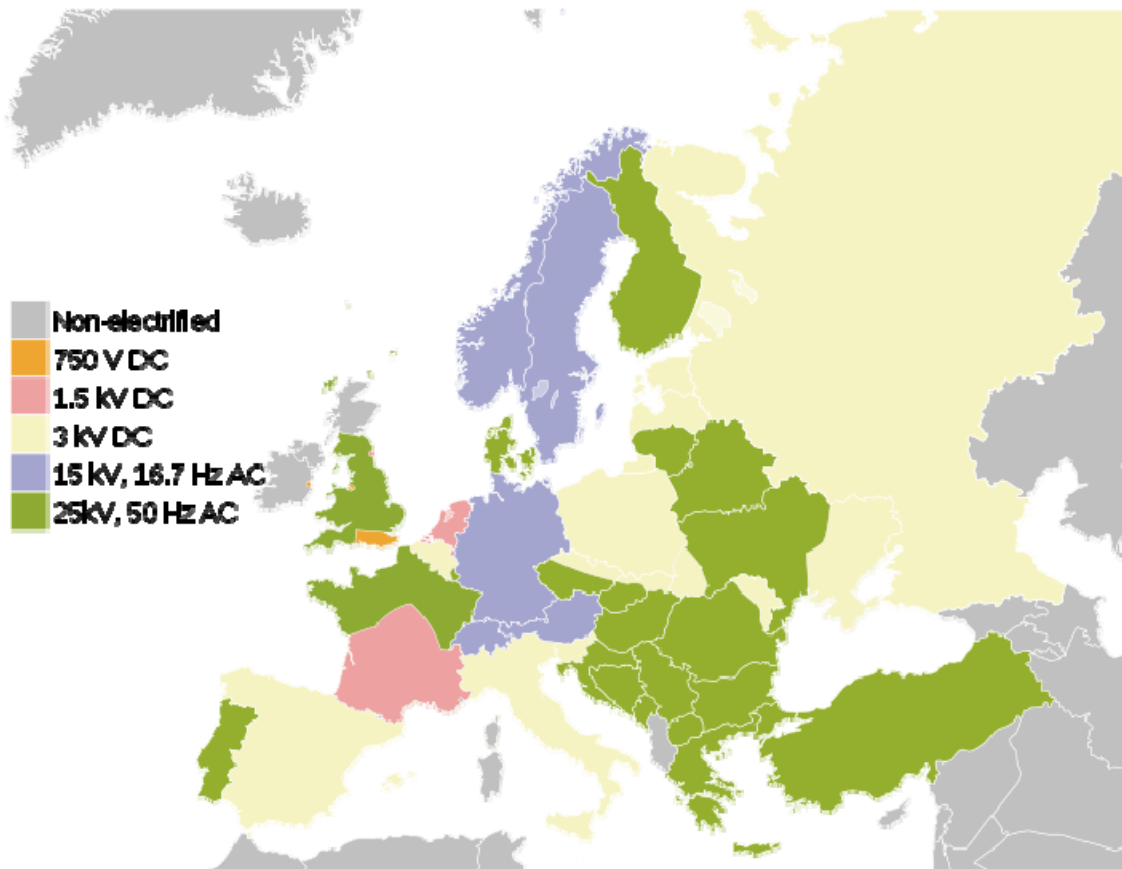 Non-electrified
750 V DC
1.5 kV DC
3 kV DC
15 kV, 16.7 Hz AC
25kV, 50 Hz AC